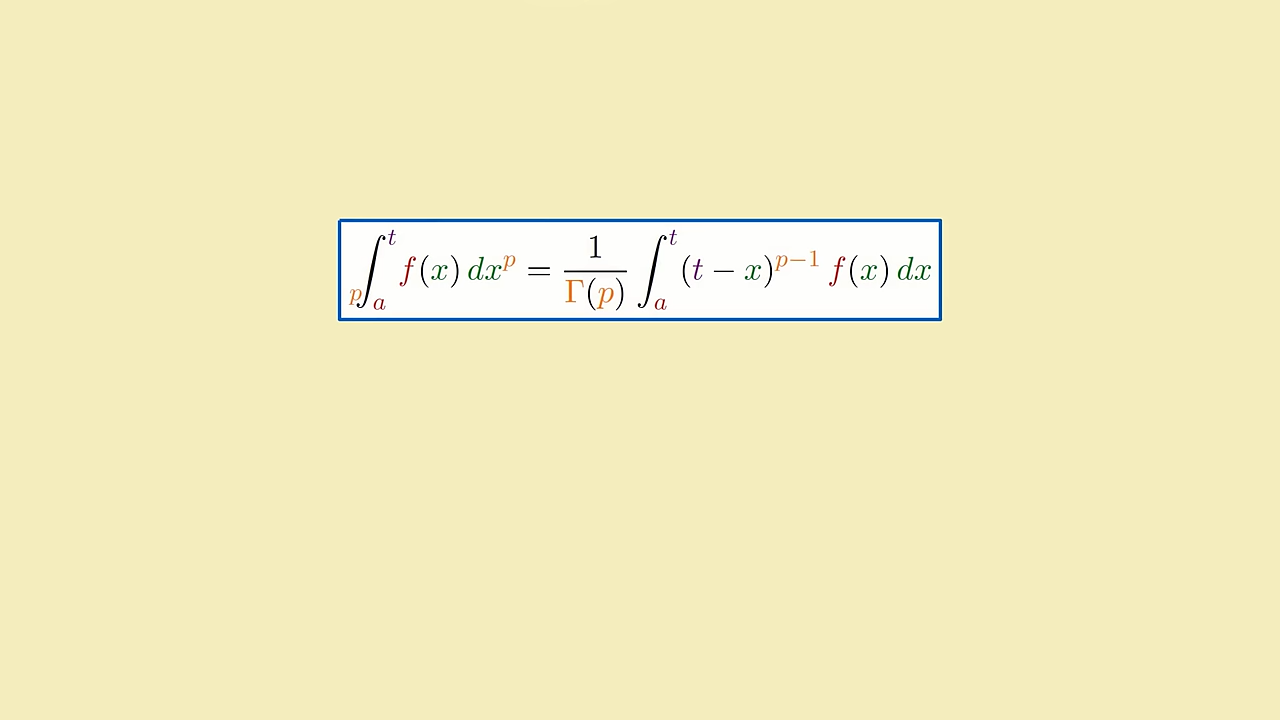 $_{p}\!\int_{a}^{t} f(x)\,dx^{p} = \frac{1}{\Gamma(p)} \int_{a}^{t} (t-x)^{p-1} f(x)\,dx$